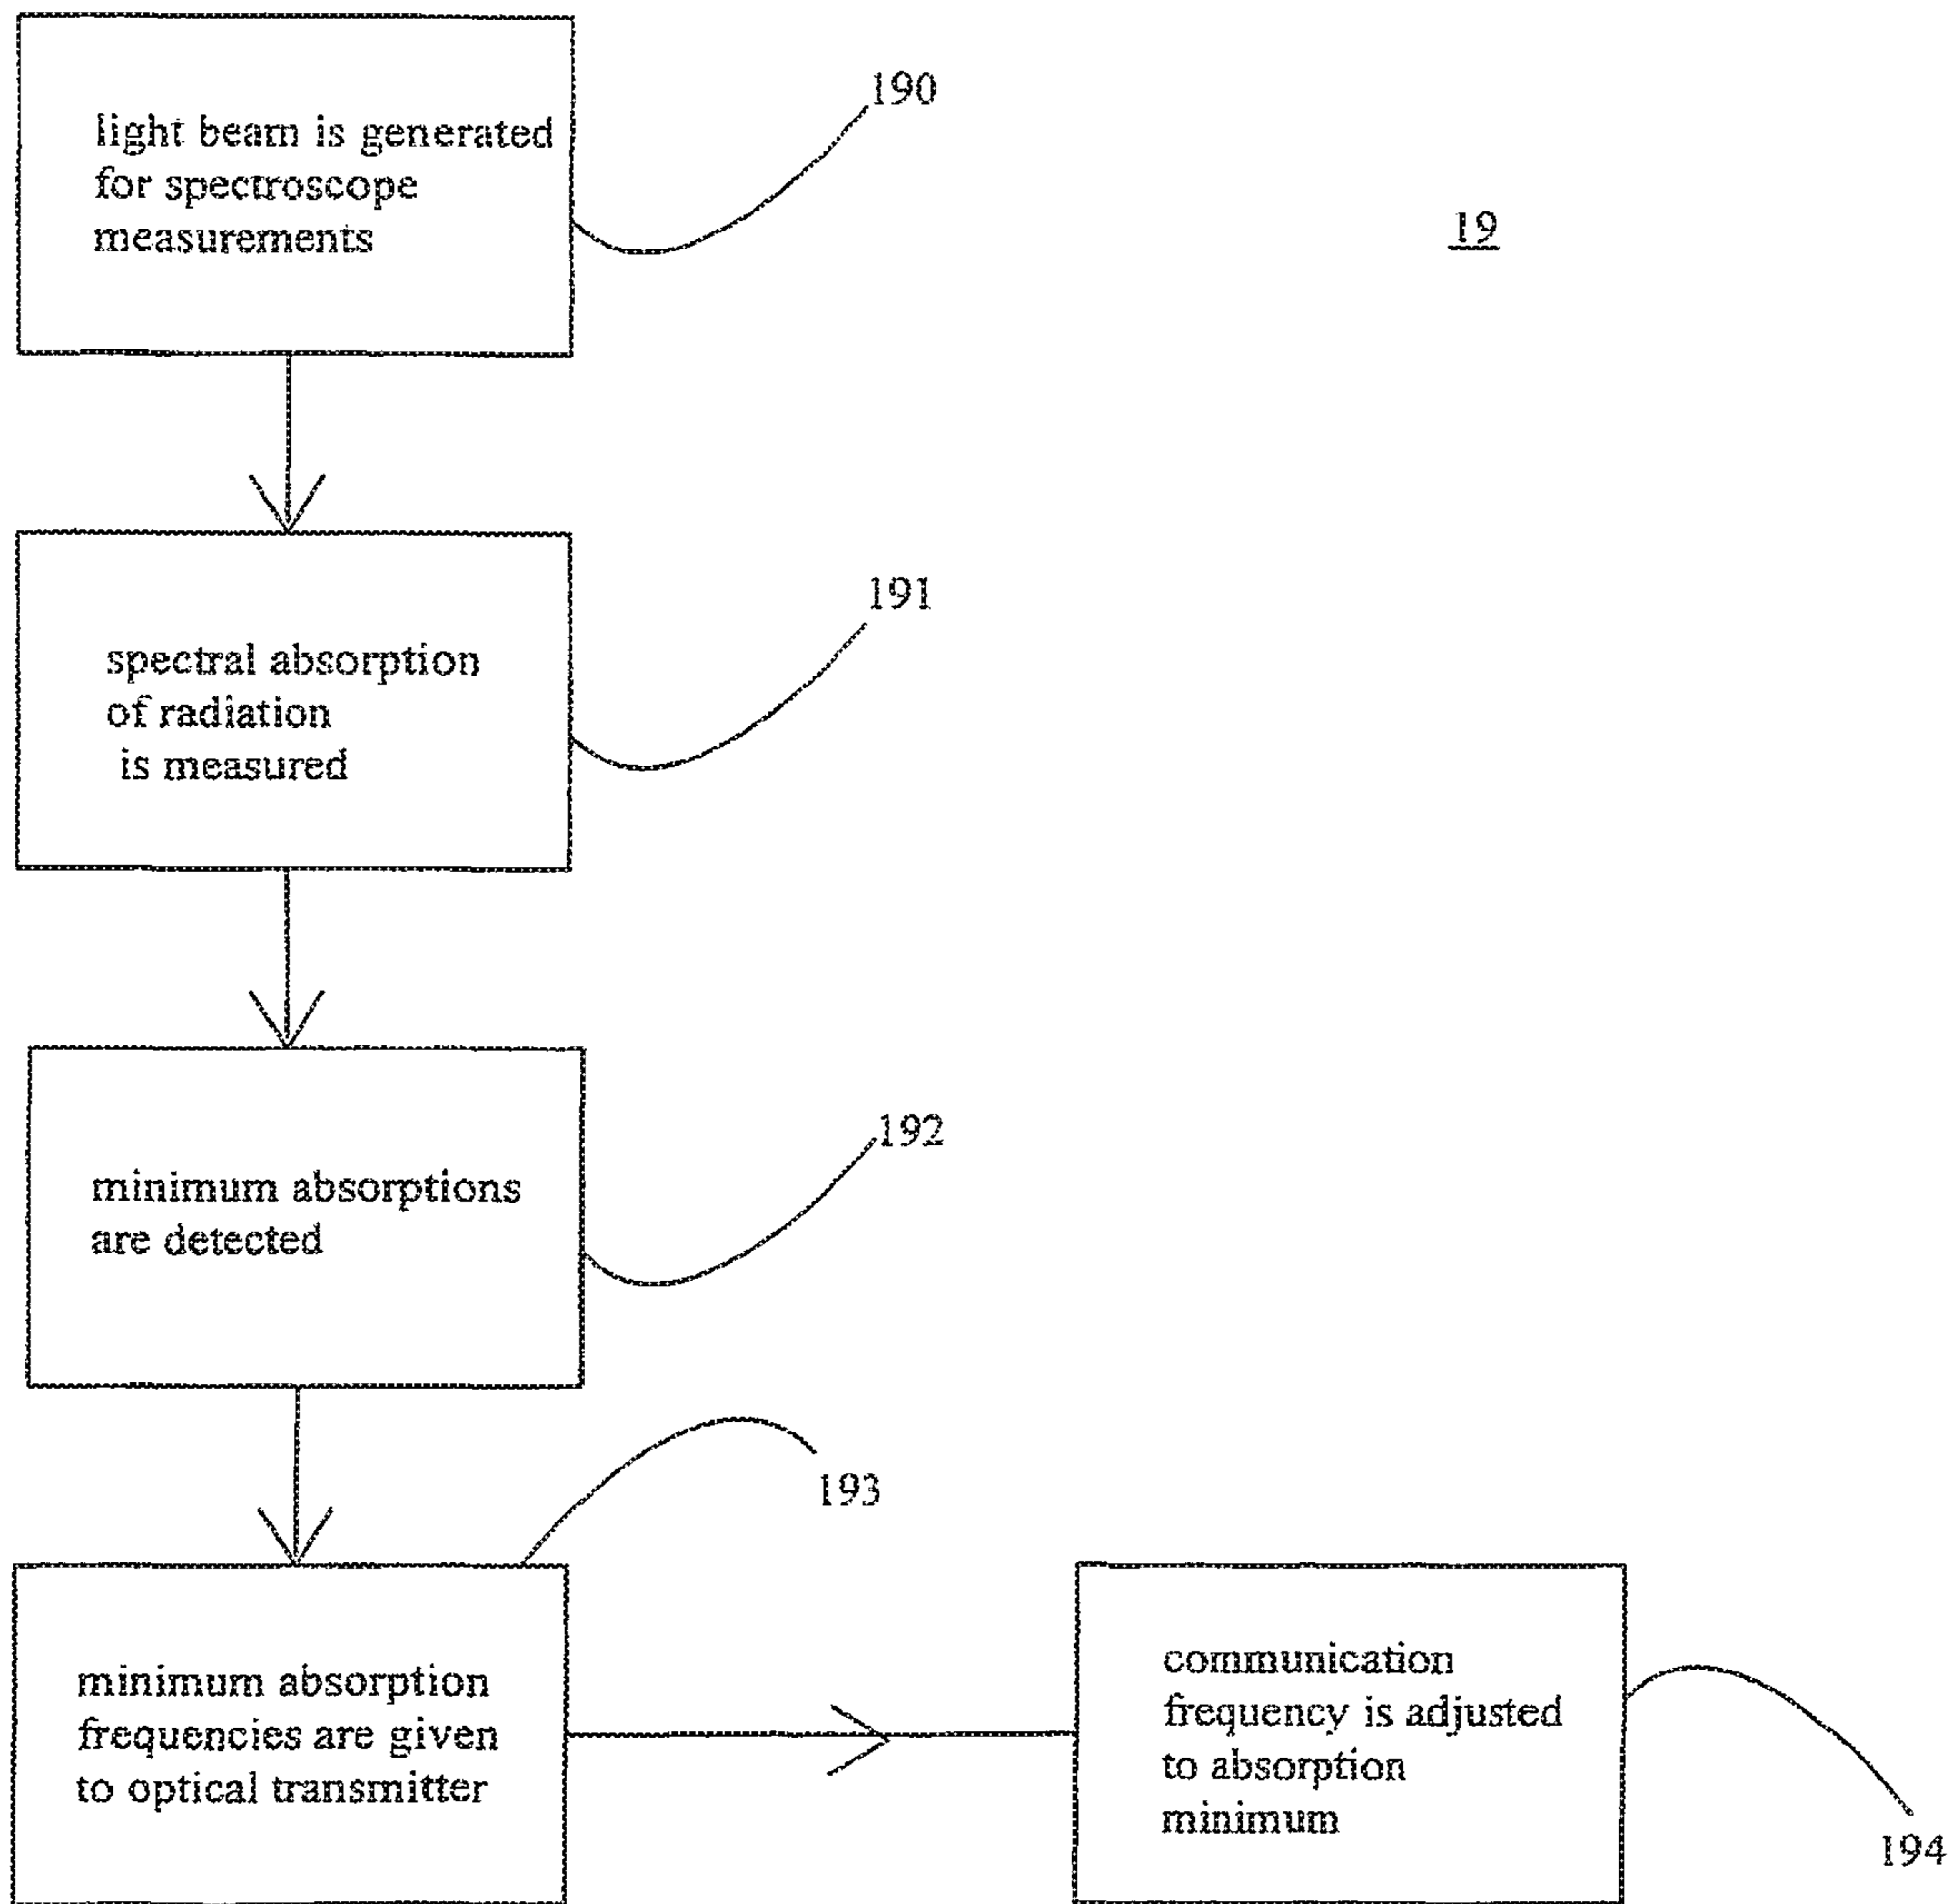 light beam is generated
for spectroscope
measurements
190
19
spectral absorption
of radiation
is measured
191
minimum absorptions
are detected
192
193
minimum absorption
frequencies are given
to optical transmitter
communication
frequency is adjusted
to absorption
minimum
194